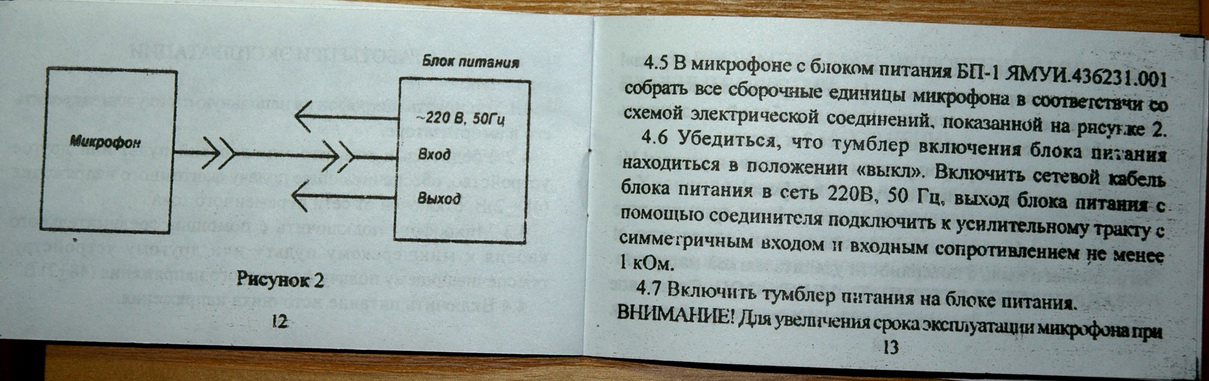 Блок питания
~220 В, 50Гц
Микрофон
Вход
Выход
Рисунок 2
12
4.5 В микрофоне с блоком питания БП-1 ЯМУИ.436231.001
собрать все сборочные единицы микрофона в соответствии со
схемой электрической соединений, показанной на рисунке 2.
4.6 Убедиться, что тумблер включения блока питания
находиться в положении «выкл». Включить сетевой кабель
блока питания в сеть 220В, 50 Гц, выход блока питания с
помощью соединителя подключить к усилительному тракту с
симметричным входом и входным сопротивлением не менее
1 кОм.
4.7 Включить тумблер питания на блоке питания.
ВНИМАНИЕ! Для увеличения срока эксплуатации микрофона при
13